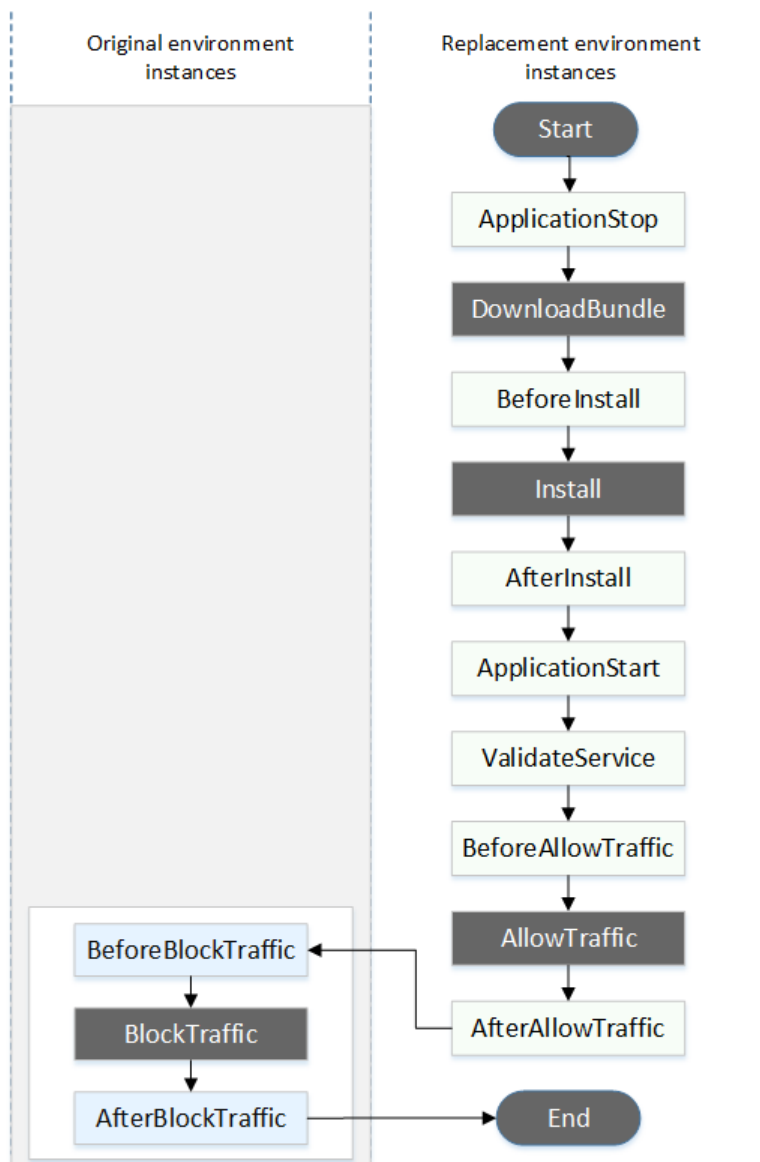 Original environment
instances
Replacement environment
instances
Start
ApplicationStop
DownloadBundle
BeforeInstall
Install
AfterInstall
ApplicationStart
ValidateService
BeforeAllowTraffic
AllowTraffic
AfterAllowTraffic
BeforeBlockTraffic
BlockTraffic
AfterBlockTraffic
End